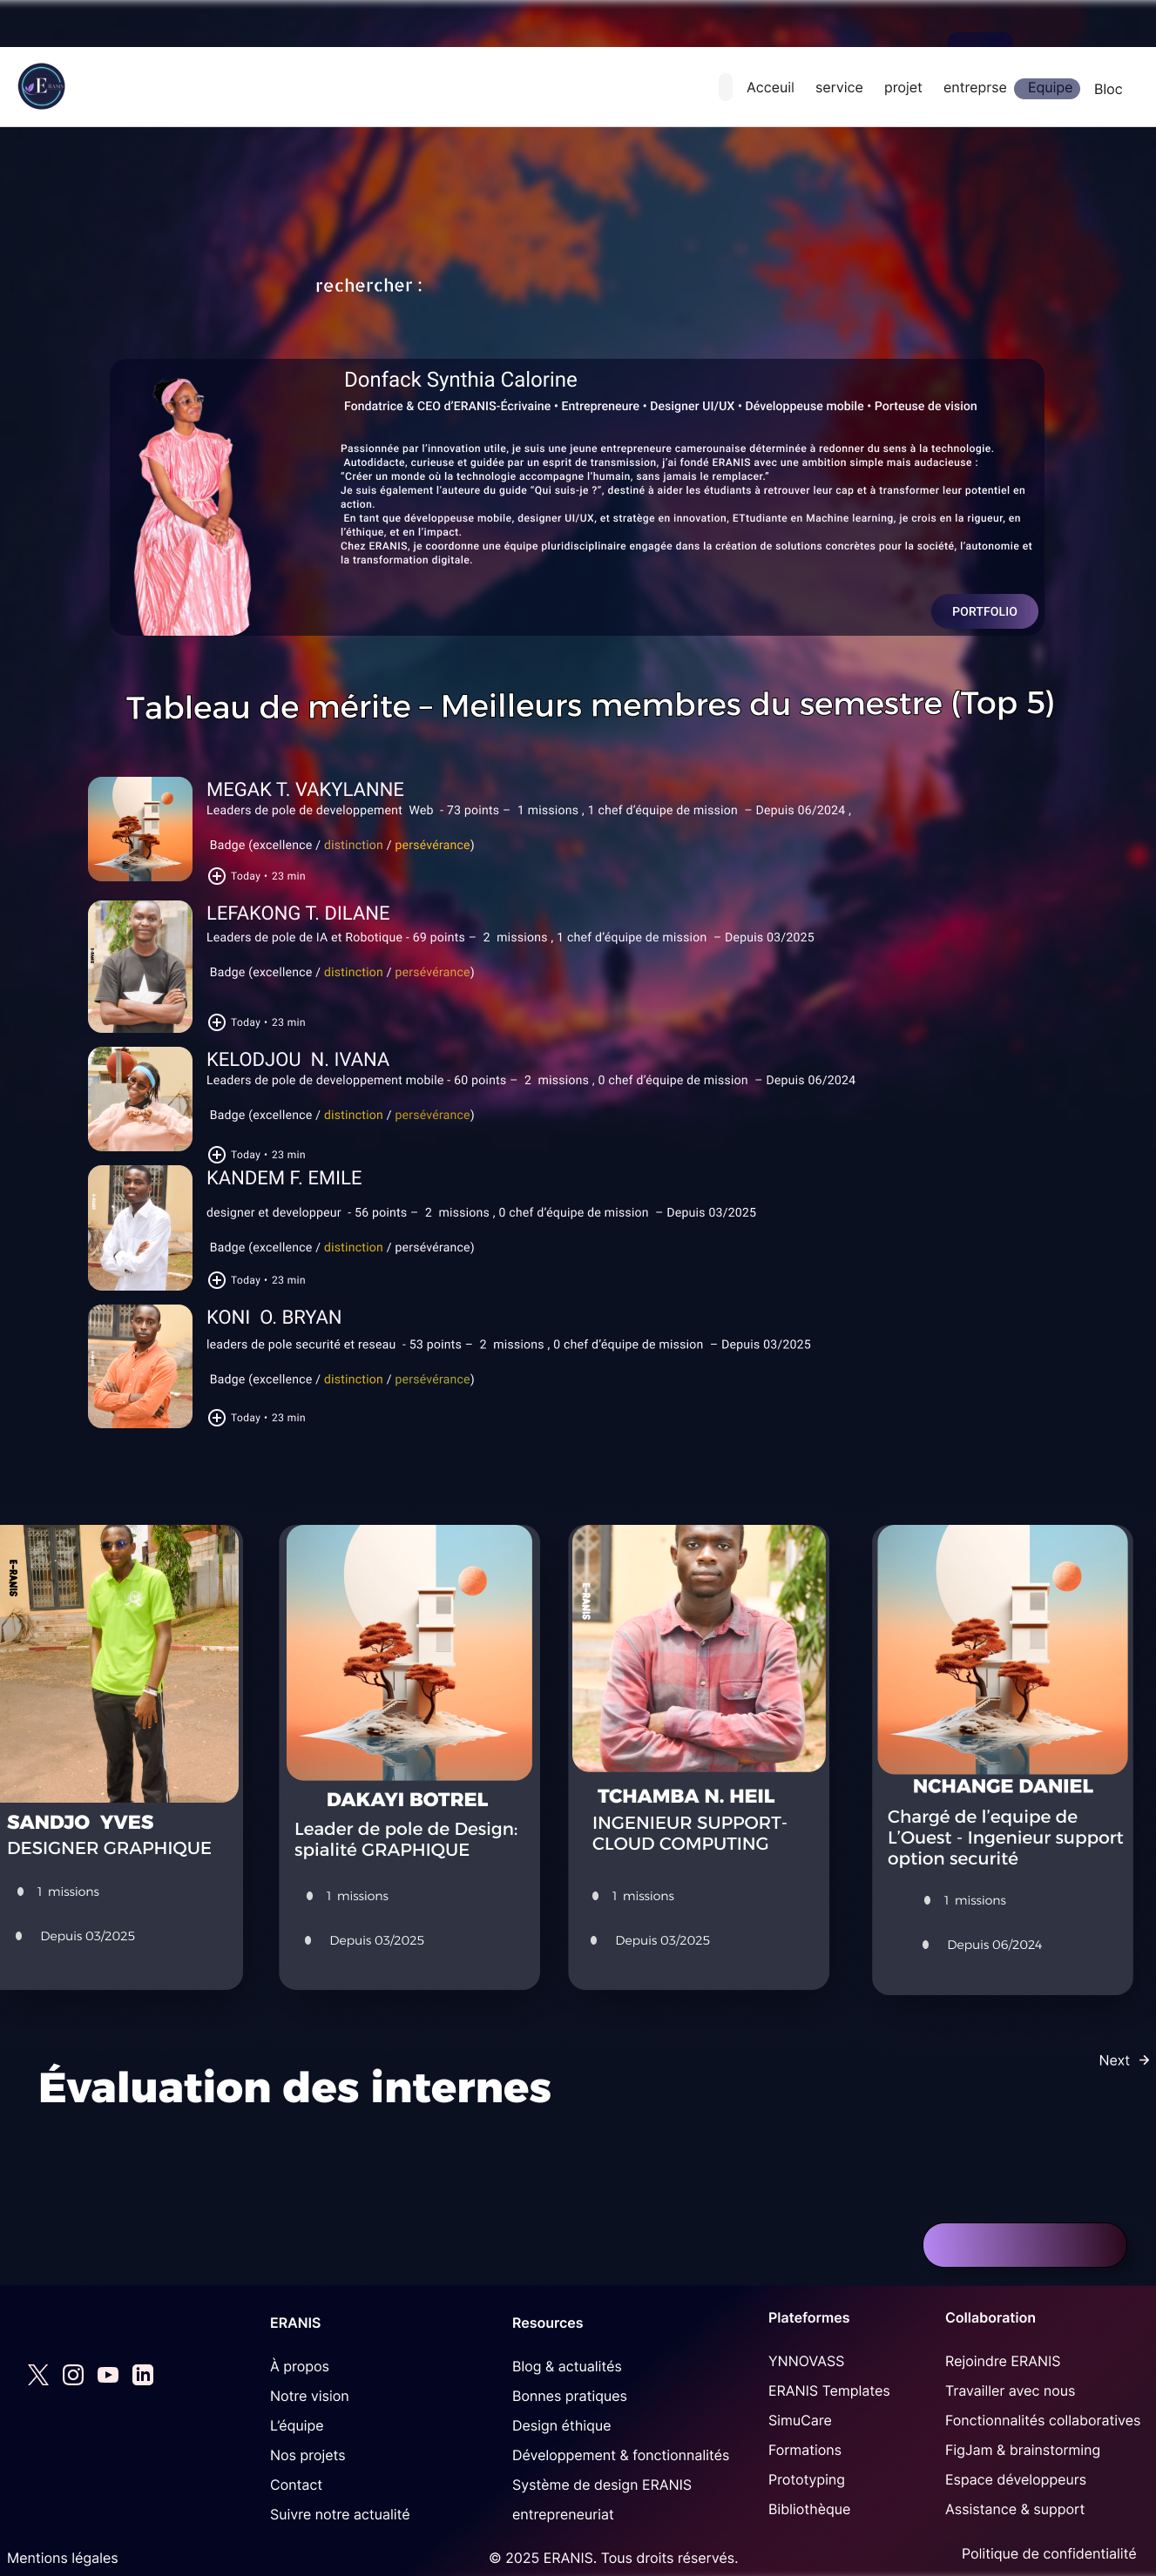 ERANIS
Acceuil
service
projet
entreprse
Equipe
Bloc
rechercher :
Donfack Synthia Calorine
Fondatrice & CEO d’ERANIS-Écrivaine • Entrepreneure • Designer UI/UX • Développeuse mobile • Porteuse de vision
Passionnée par l’innovation utile, je suis une jeune entrepreneure camerounaise déterminée à redonner du sens à la technologie.
Autodidacte, curieuse et guidée par un esprit de transmission, j’ai fondé ERANIS avec une ambition simple mais audacieuse :
“Créer un monde où la technologie accompagne l’humain, sans jamais le remplacer.”
Je suis également l’auteure du guide “Qui suis-je ?”, destiné à aider les étudiants à retrouver leur cap et à transformer leur potentiel en
action.
En tant que développeuse mobile, designer UI/UX, et stratège en innovation, ETtudiante en Machine learning, je crois en la rigueur, en
l’éthique, et en l’impact.
Chez ERANIS, je coordonne une équipe pluridisciplinaire engagée dans la création de solutions concrètes pour la société, l’autonomie et
la transformation digitale.
PORTFOLIO
Tableau de mérite – Meilleurs membres du semestre (Top 5)
MEGAK T. VAKYLANNE
Leaders de pole de developpement Web - 73 points – 1 missions , 1 chef d’équipe de mission – Depuis 06/2024 ,
Badge (excellence / distinction / persévérance)
Today • 23 min
LEFAKONG T. DILANE
Leaders de pole de IA et Robotique - 69 points – 2 missions , 1 chef d’équipe de mission – Depuis 03/2025
Badge (excellence / distinction / persévérance)
Today • 23 min
KELODJOU N. IVANA
Leaders de pole de developpement mobile - 60 points – 2 missions , 0 chef d’équipe de mission – Depuis 06/2024
Badge (excellence / distinction / persévérance)
Today • 23 min
KANDEM F. EMILE
designer et developpeur - 56 points – 2 missions , 0 chef d’équipe de mission – Depuis 03/2025
Badge (excellence / distinction / persévérance)
Today • 23 min
KONI O. BRYAN
leaders de pole securité et reseau - 53 points – 2 missions , 0 chef d’équipe de mission – Depuis 03/2025
Badge (excellence / distinction / persévérance)
Today • 23 min
E-RANIS
SANDJO YVES
DESIGNER GRAPHIQUE
1 missions
Depuis 03/2025
DAKAYI BOTREL
Leader de pole de Design:
spialité GRAPHIQUE
1 missions
Depuis 03/2025
E-RANIS
TCHAMBA N. HEIL
INGENIEUR SUPPORT-
CLOUD COMPUTING
1 missions
Depuis 03/2025
NCHANGE DANIEL
Chargé de l’equipe de
L’Ouest - Ingenieur support
option securité
1 missions
Depuis 06/2024
Next
Évaluation des internes
ERANIS
À propos
Notre vision
L’équipe
Nos projets
Contact
Suivre notre actualité
Resources
Blog & actualités
Bonnes pratiques
Design éthique
Développement & fonctionnalités
Système de design ERANIS
entrepreneuriat
Plateformes
YNNOVASS
ERANIS Templates
SimuCare
Formations
Prototyping
Bibliothèque
Collaboration
Rejoindre ERANIS
Travailler avec nous
Fonctionnalités collaboratives
FigJam & brainstorming
Espace développeurs
Assistance & support
Mentions légales
© 2025 ERANIS. Tous droits réservés.
Politique de confidentialité